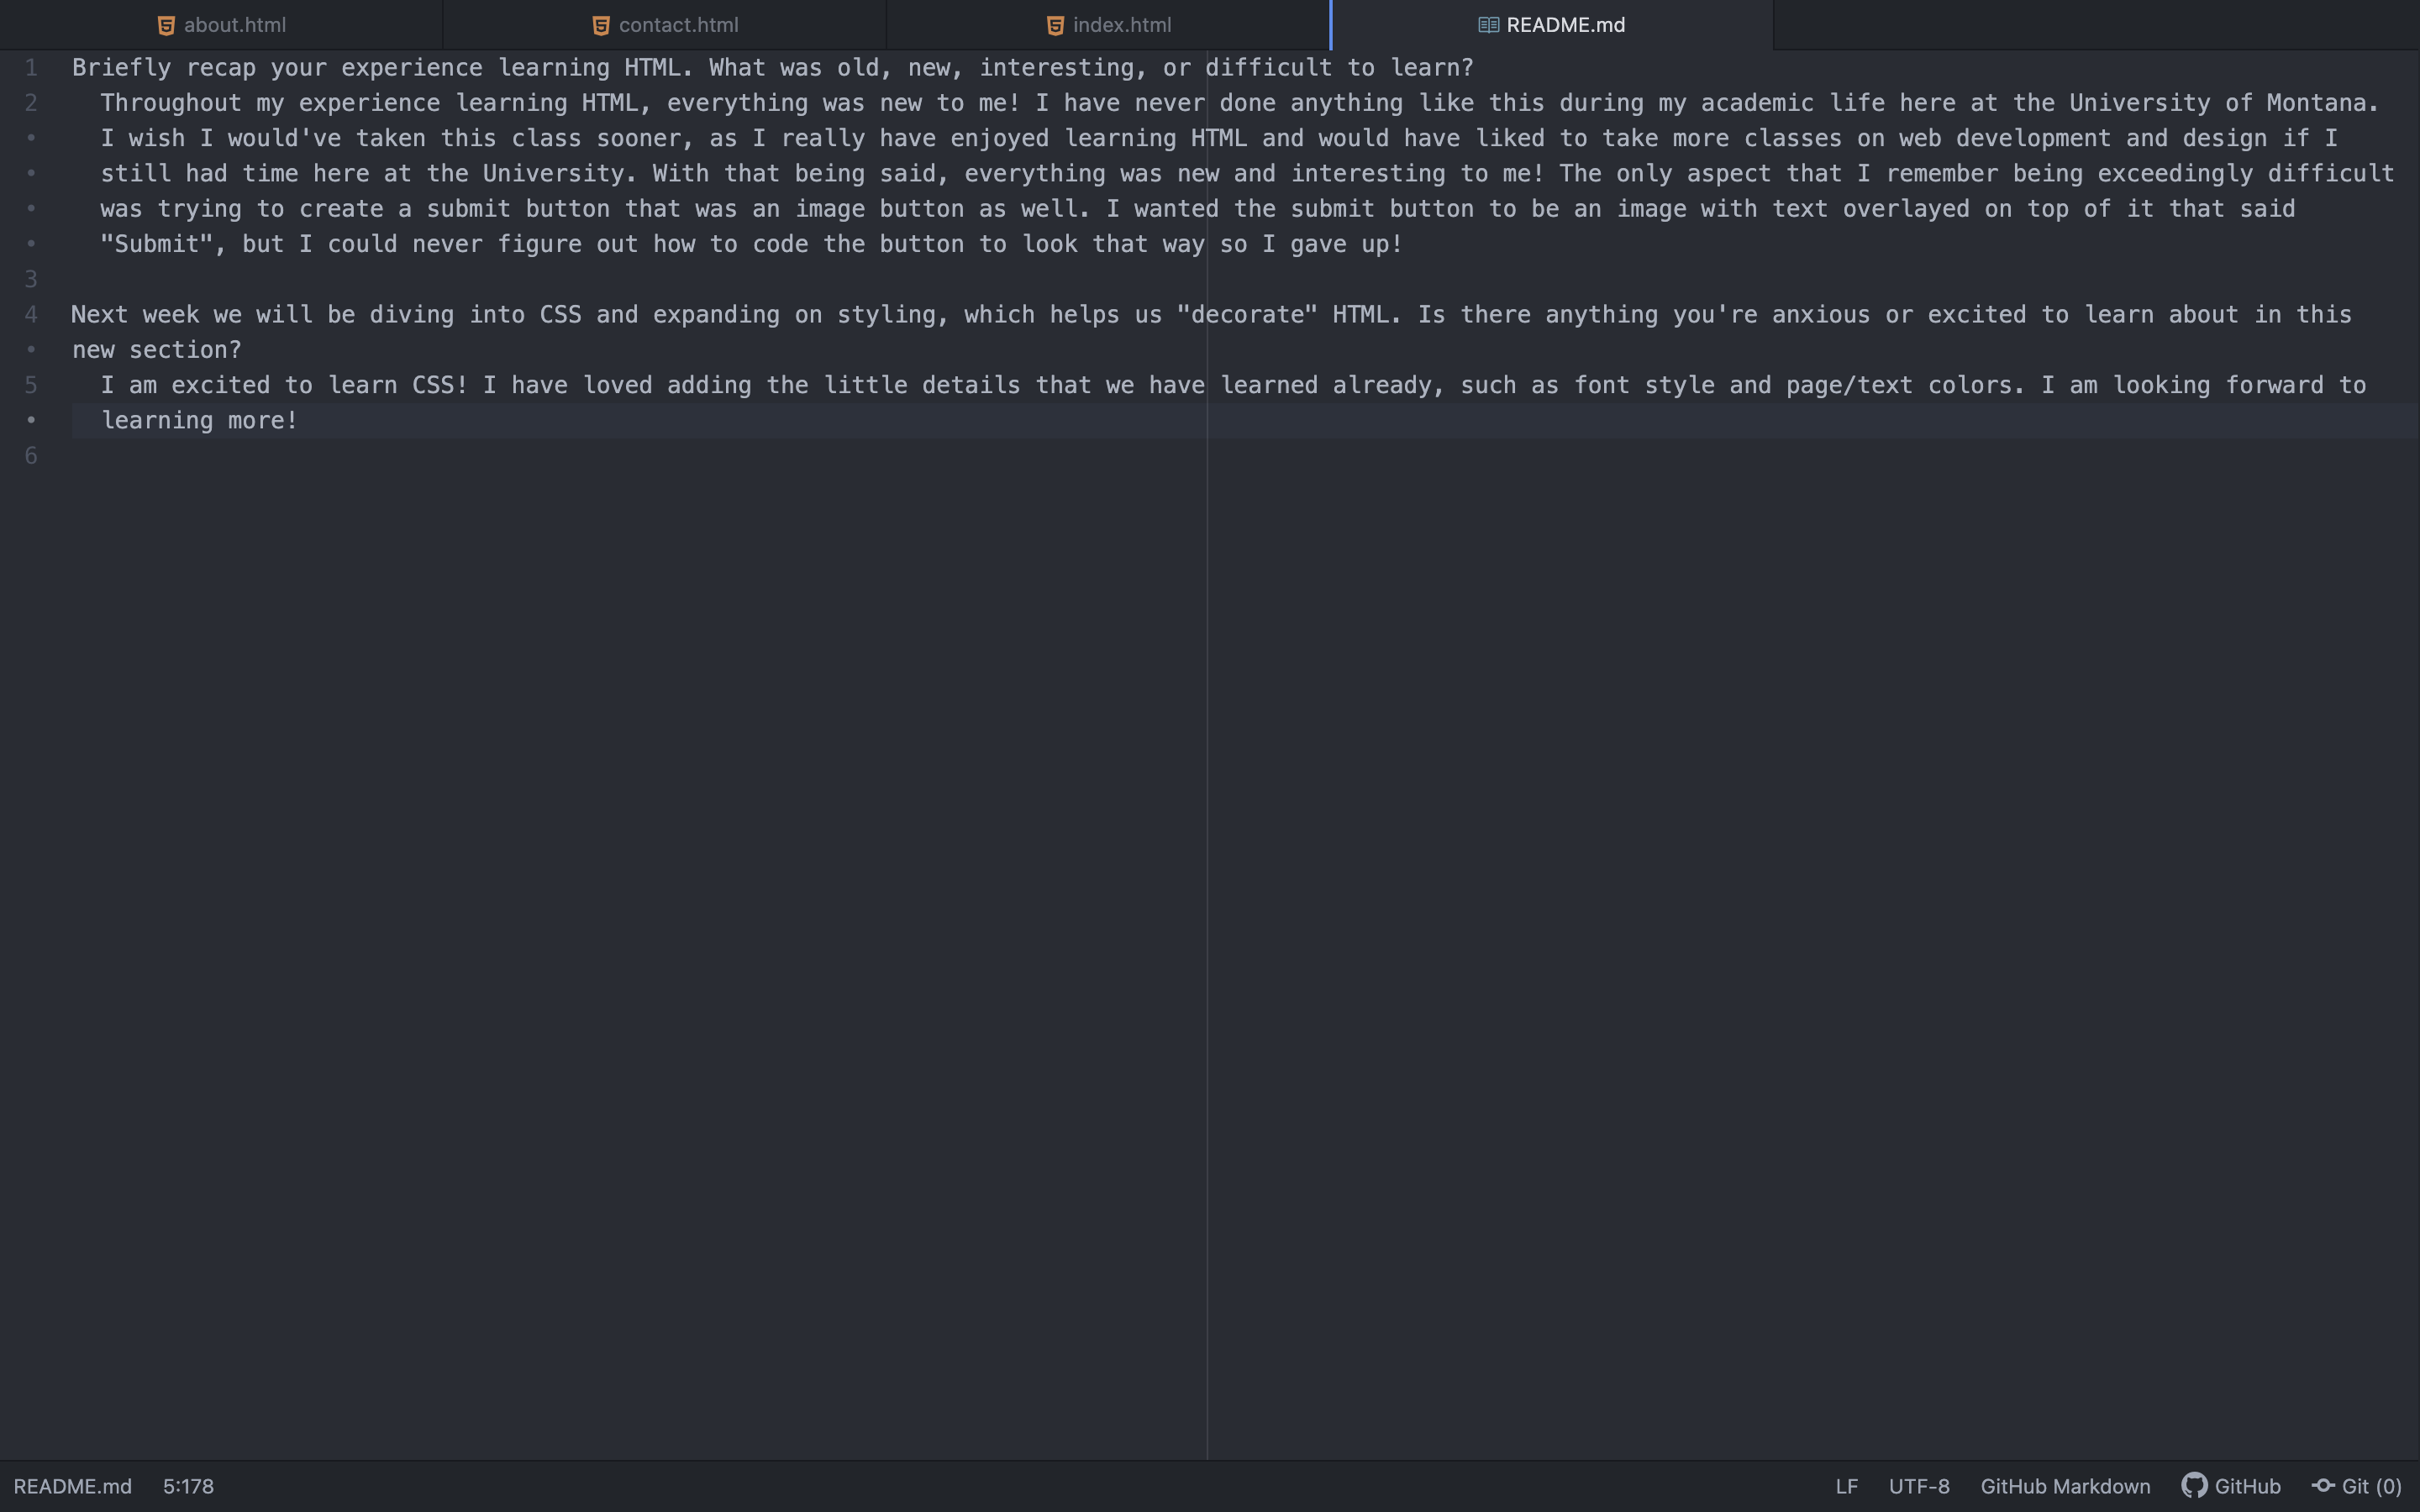 about.html
contact.html
index.html
README.md
1 Briefly recap your experience learning HTML. What was old, new, interesting, or difficult to learn?
2 Throughout my experience learning HTML, everything was new to me! I have never done anything like this during my academic life here at the University of Montana.
• I wish I would've taken this class sooner, as I really have enjoyed learning HTML and would have liked to take more classes on web development and design if I
• still had time here at the University. With that being said, everything was new and interesting to me! The only aspect that I remember being exceedingly difficult
• was trying to create a submit button that was an image button as well. I wanted the submit button to be an image with text overlayed on top of it that said
• "Submit", but I could never figure out how to code the button to look that way so I gave up!
3
4 Next week we will be diving into CSS and expanding on styling, which helps us "decorate" HTML. Is there anything you're anxious or excited to learn about in this
• new section?
5 I am excited to learn CSS! I have loved adding the little details that we have learned already, such as font style and page/text colors. I am looking forward to
• learning more!
6
README.md 5:178 LF UTF-8 GitHub Markdown GitHub Git (0)